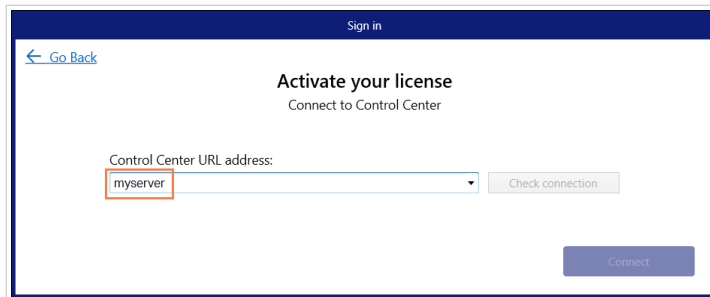 Sign in
← Go Back
Activate your license
Connect to Control Center
Control Center URL address:
myserver
Check connection
Connect